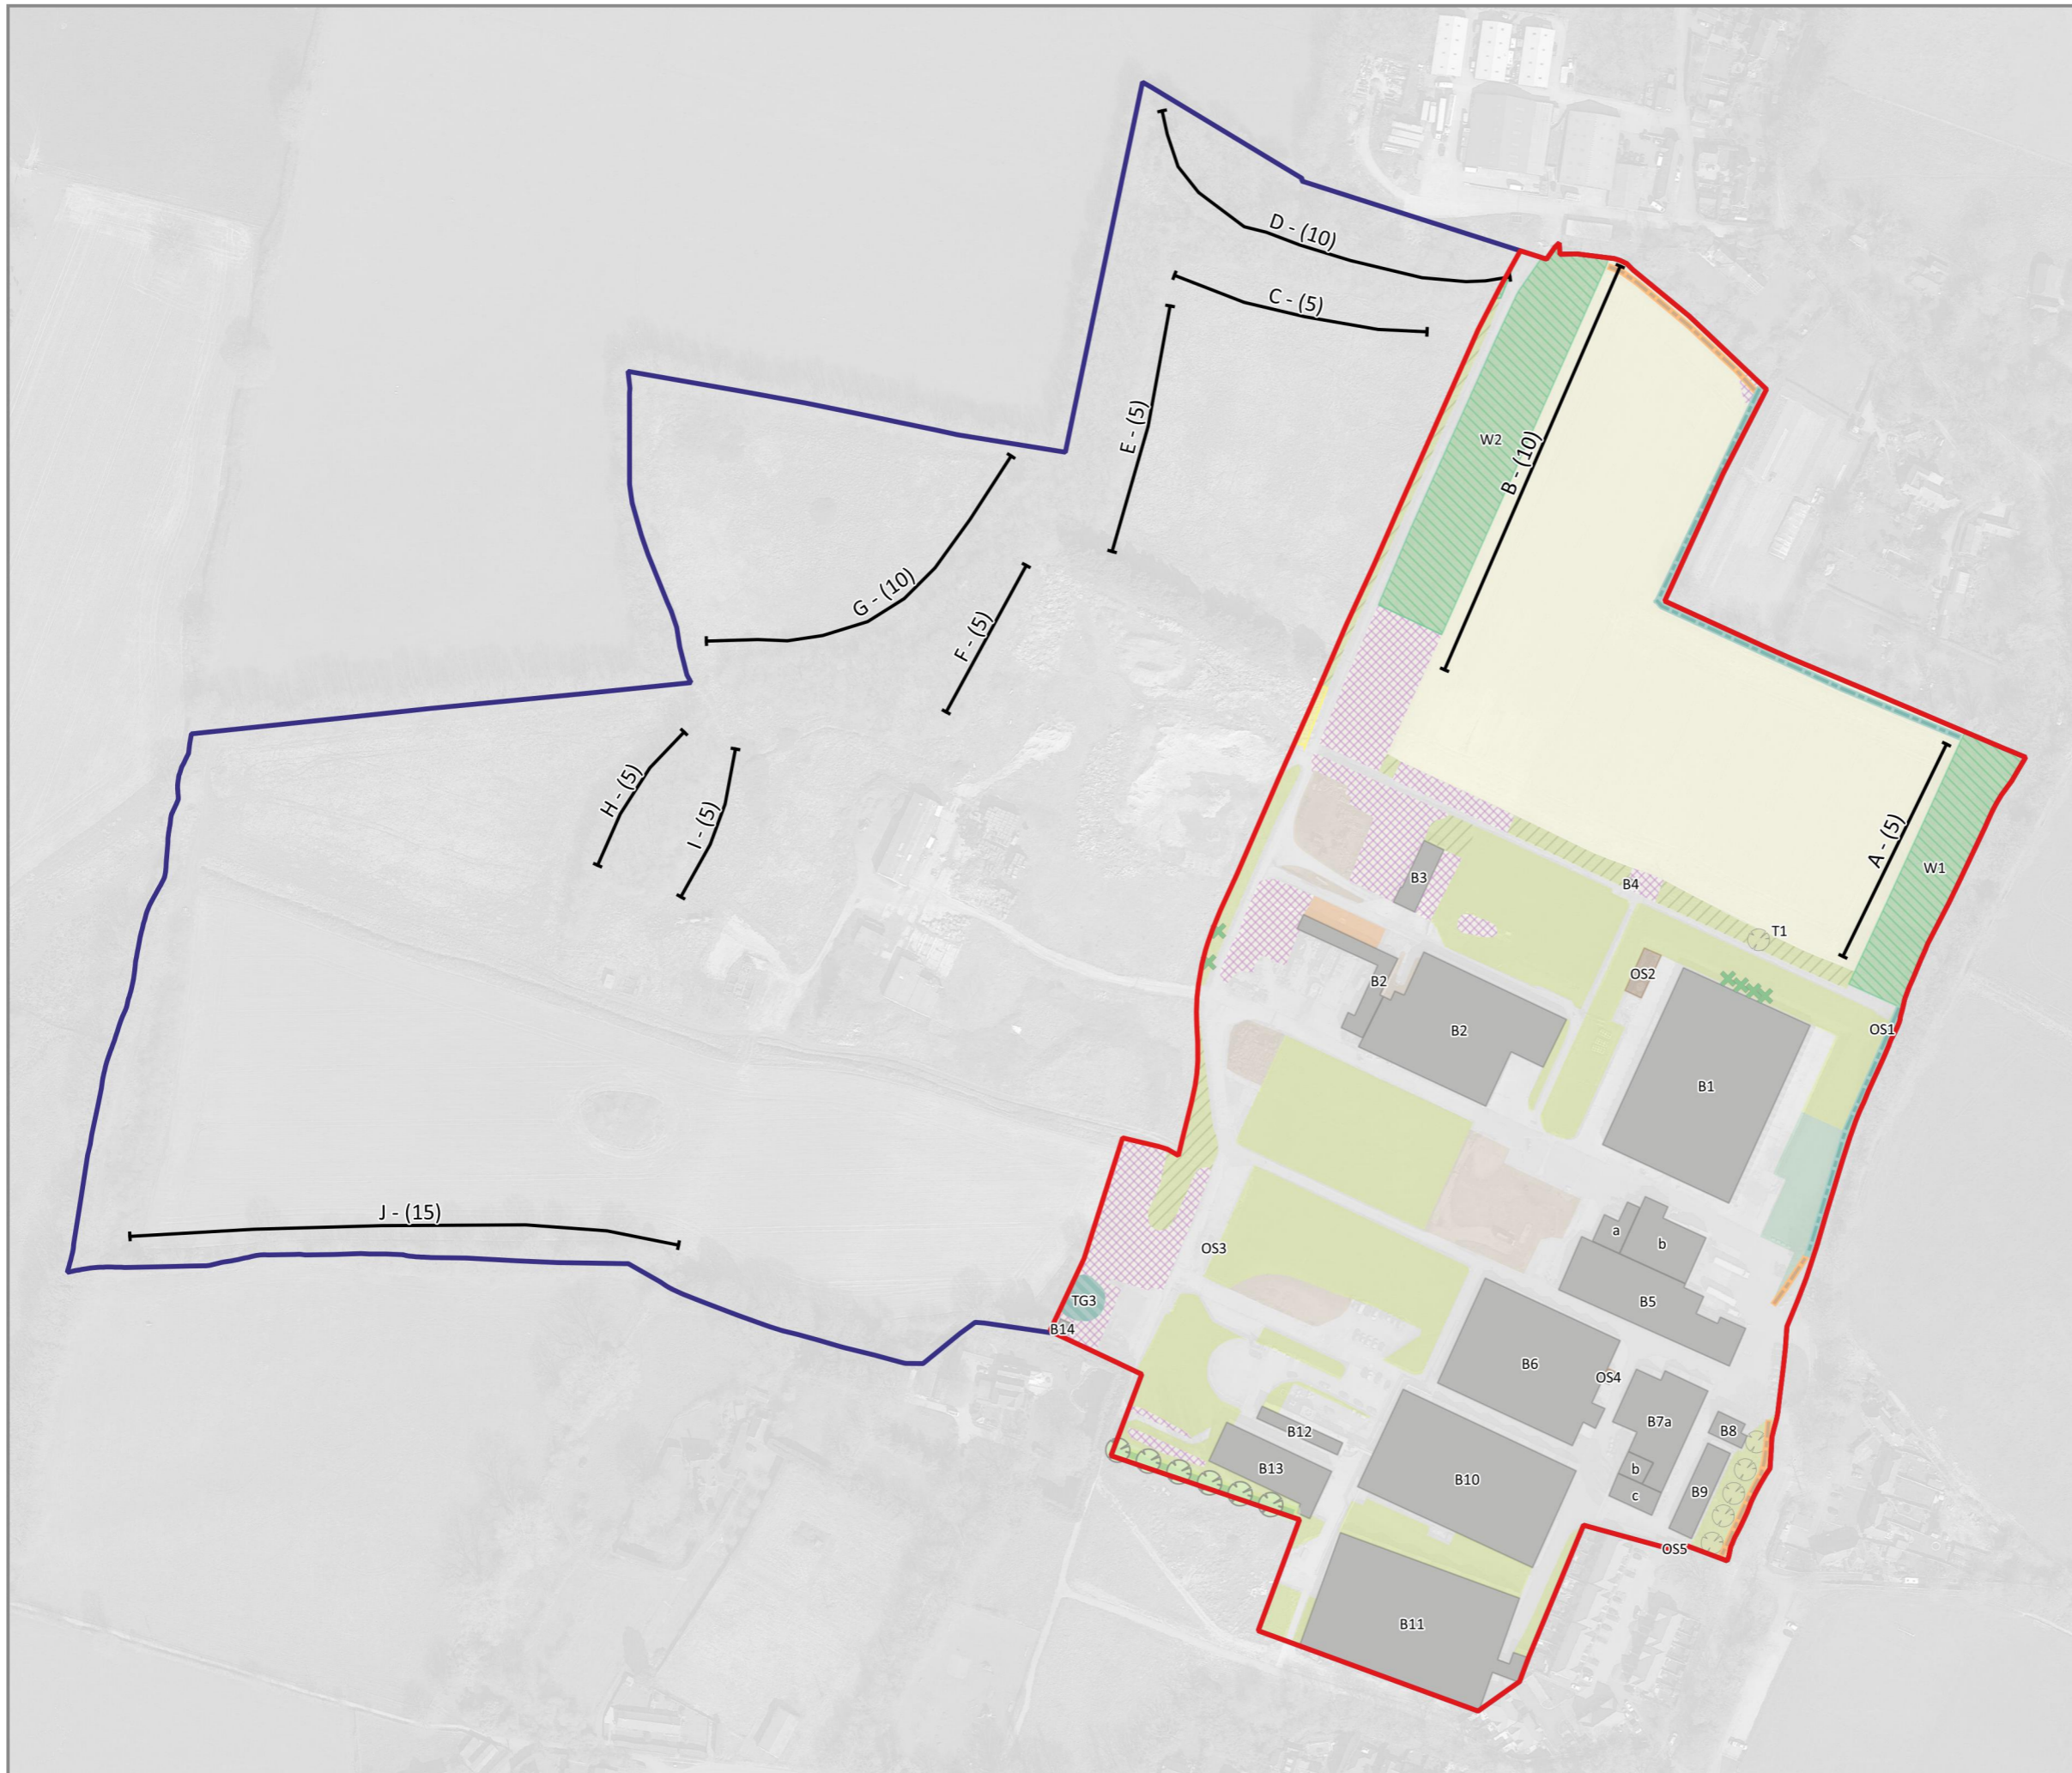 D - (10)
C - (5)
E - (5)
W2
B - (10)
G - (10)
F - (5)
H - (5)
I - (5)
A - (5)
W1
B3
B4
T1
OS2
B2
B2
OS1
B1
J - (15)
a
b
OS3
TG3
B14
B5
B6
OS4
B7a
B8
B12
B13
B10
b
c
B9
OS5
B11